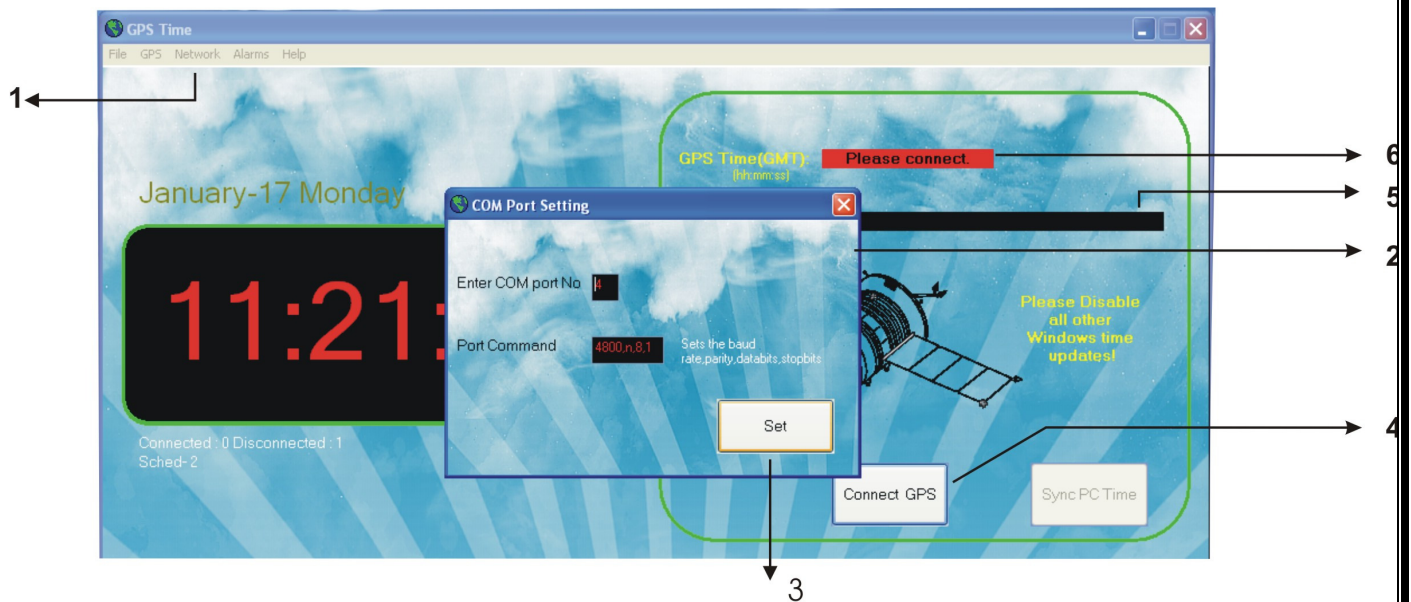 GPS Time
File GPS Network Alarms Help
1
GPS Time(GMT): Please connect. 6
(hh:mm:ss)
5
January-17 Monday
COM Port Setting
2
Enter COM port No 4
11:21:
Please Disable
all other
Windows time
updates!
Port Command 4800,n,8,1 Sets the baud
rate,parity,databits,stopbits
Set
4
Connected : 0 Disconnected : 1
Sched- 2
Connect GPS Sync PC Time
3